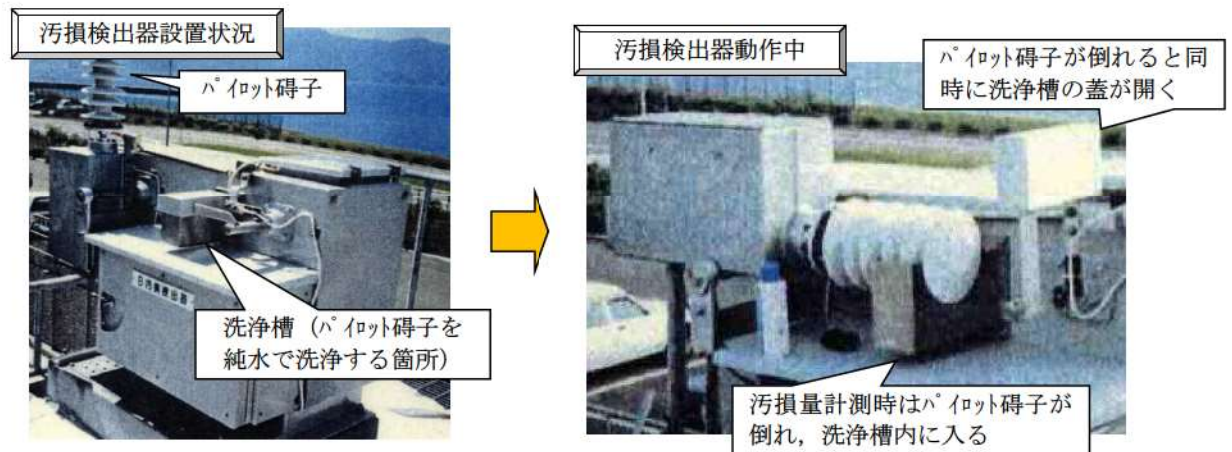 汚損検出器設置状況
ﾊﾟｲﾛｯﾄ碍子
洗浄槽（ﾊﾟｲﾛｯﾄ碍子を
純水で洗浄する箇所）
汚損検出器動作中
ﾊﾟｲﾛｯﾄ碍子が倒れると同
時に洗浄槽の蓋が開く
汚損量計測時はﾊﾟｲﾛｯﾄ碍子が
倒れ，洗浄槽内に入る